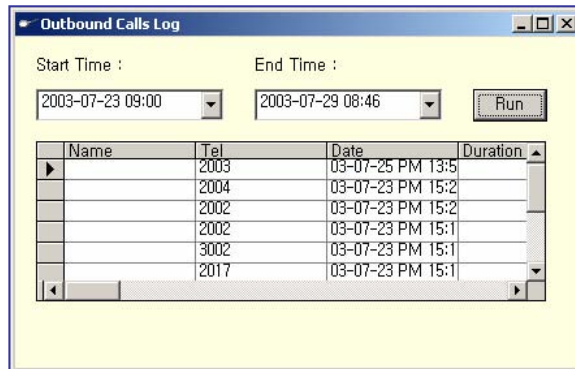 Outbound Calls Log
Start Time : End Time :
2003-07-23 09:00 2003-07-29 08:46 Run
Name Tel Date Duration
2003 03-07-25 PM 13:5
2004 03-07-23 PM 15:2
2002 03-07-23 PM 15:2
2002 03-07-23 PM 15:1
3002 03-07-23 PM 15:1
2017 03-07-23 PM 15:1